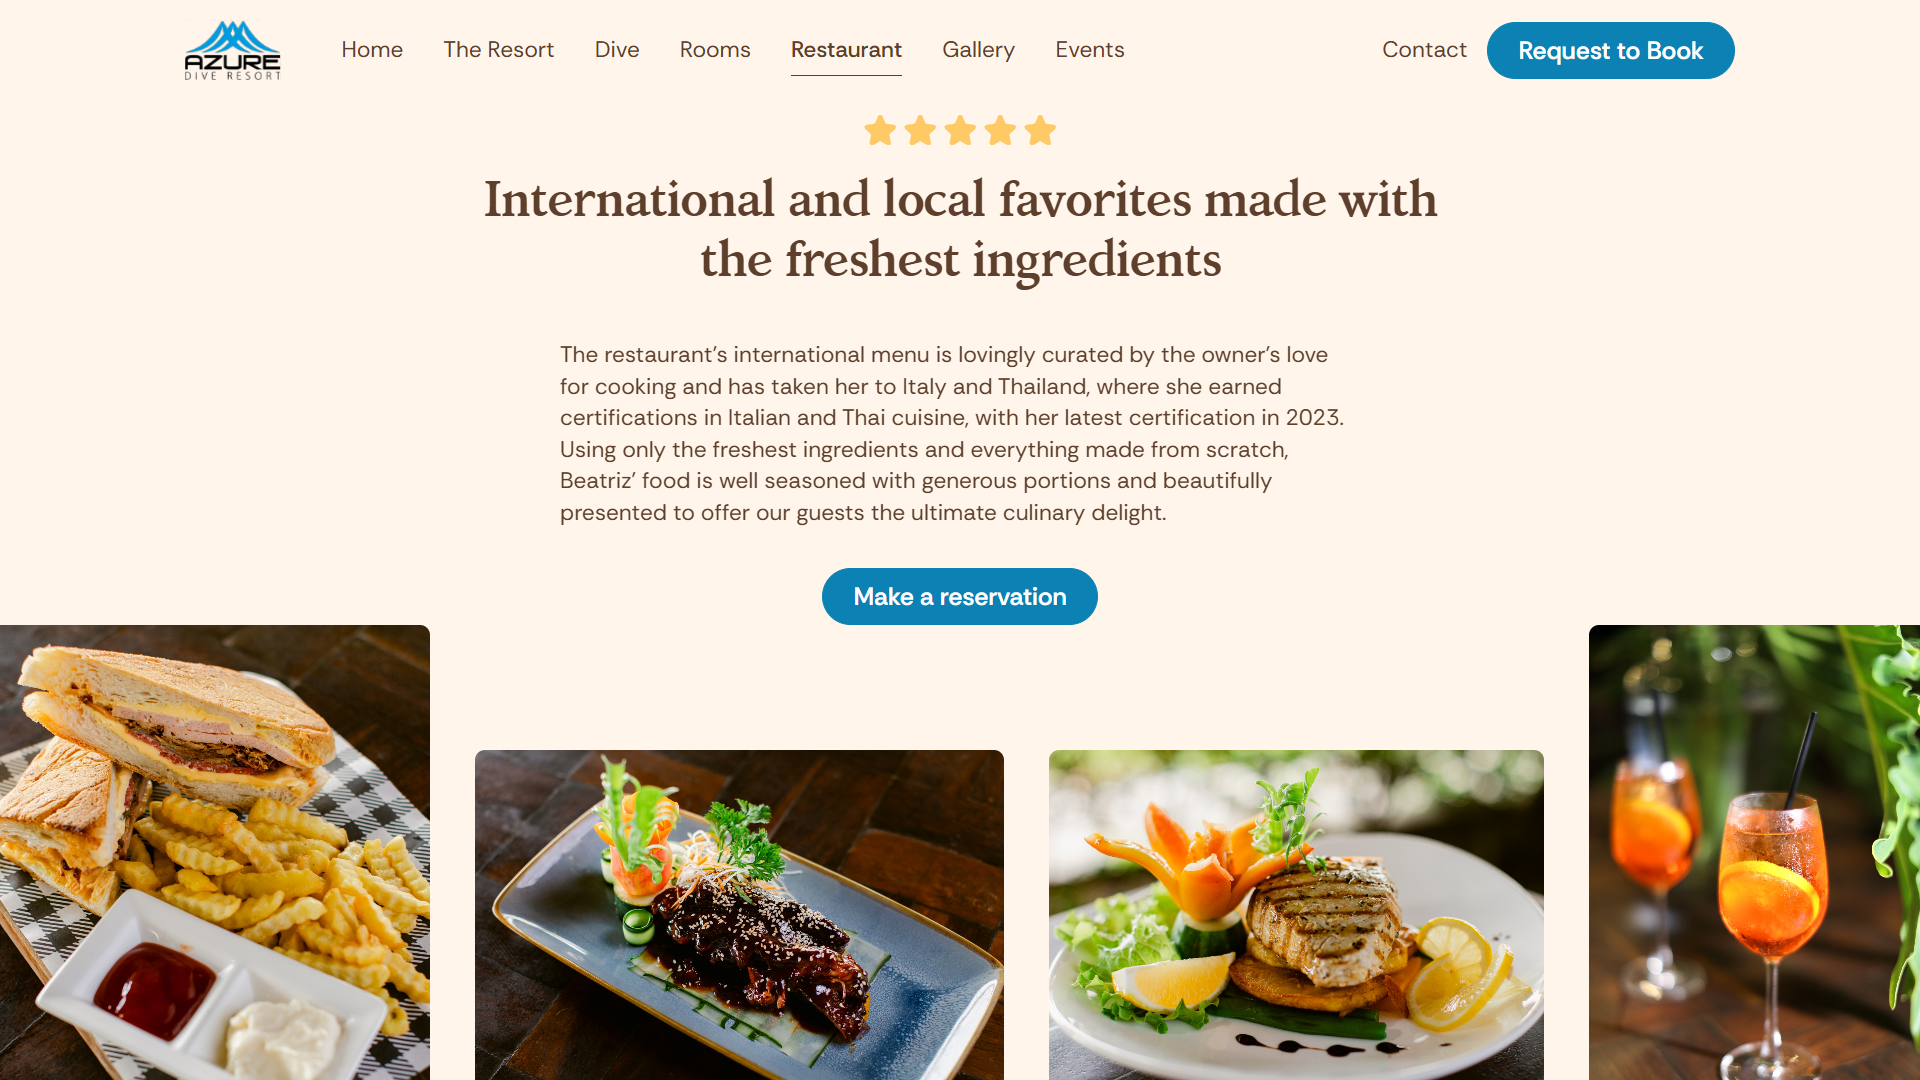 AZURE
DIVE RESORT
Home
The Resort
Dive
Rooms
Restaurant
Gallery
Events
Contact
Request to Book
International and local favorites made with
the freshest ingredients
The restaurant’s international menu is lovingly curated by the owner’s love
for cooking and has taken her to Italy and Thailand, where she earned
certifications in Italian and Thai cuisine, with her latest certification in 2023.
Using only the freshest ingredients and everything made from scratch,
Beatriz’ food is well seasoned with generous portions and beautifully
presented to offer our guests the ultimate culinary delight.
Make a reservation